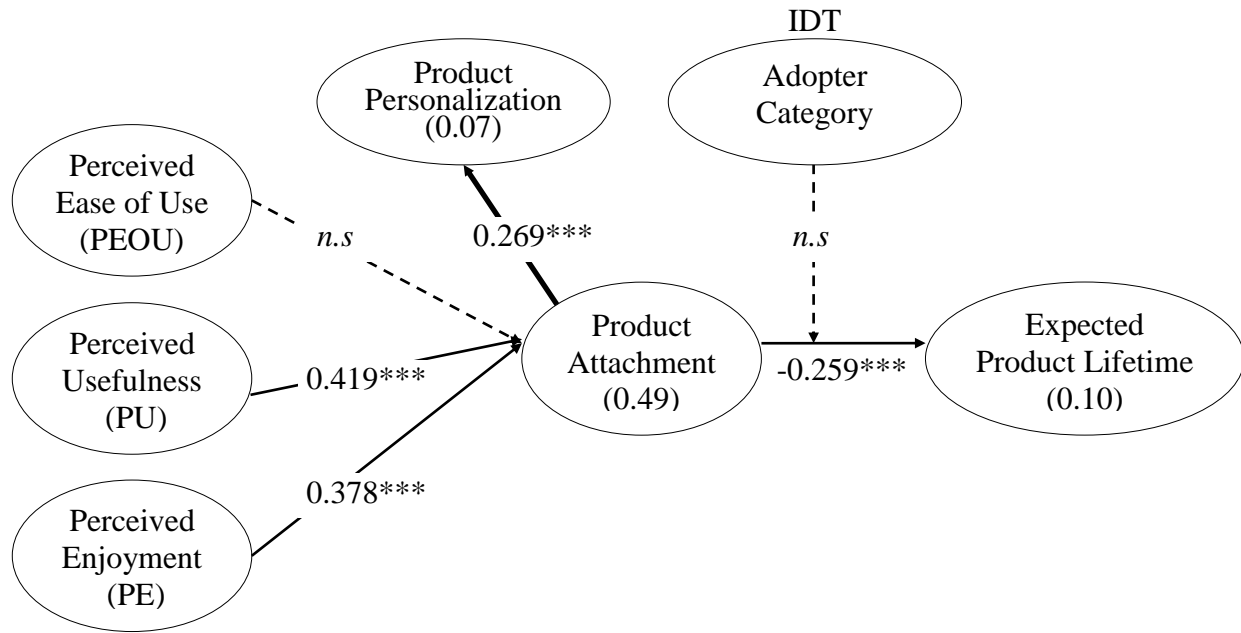 IDT
Product
Personalization
(0.07)
Adopter
Category
Perceived
Ease of Use
(PEOU)
n.s
0.269***
n.s
Perceived
Usefulness
(PU)
0.419***
Product
Attachment
(0.49)
-0.259***
Expected
Product Lifetime
(0.10)
0.378***
Perceived
Enjoyment
(PE)